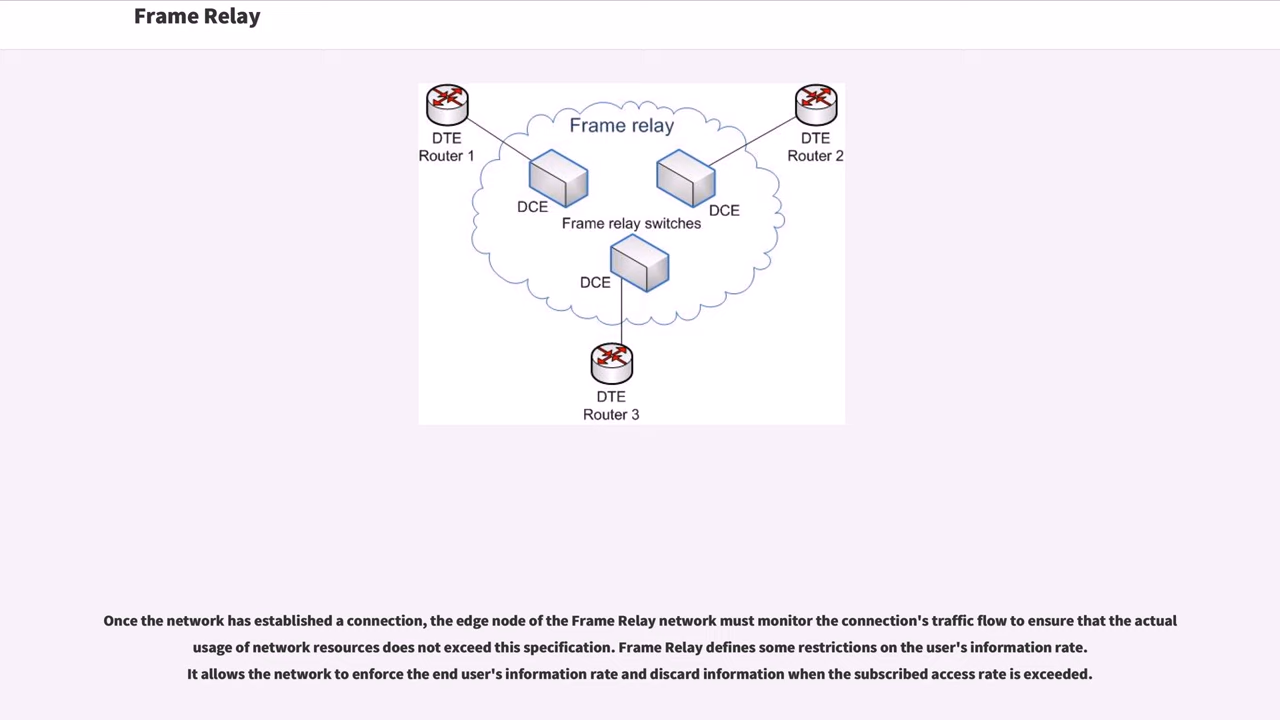 Frame Relay
Frame relay
DTE
Router 1
DTE
Router 2
DCE
DCE
Frame relay switches
DCE
DTE
Router 3
Once the network has established a connection, the edge node of the Frame Relay network must monitor the connection's traffic flow to ensure that the actual
usage of network resources does not exceed this specification. Frame Relay defines some restrictions on the user's information rate.
It allows the network to enforce the end user's information rate and discard information when the subscribed access rate is exceeded.